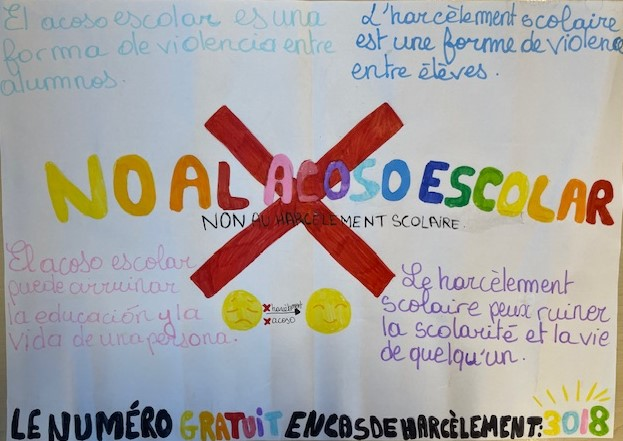 El acoso escolar es una
forma de violencia entre
alumnos.
L'harcèlement scolaire
est une forme de violence
entre élèves.
NO AL ACOSO ESCOLAR
NON AU HARCÈLEMENT SCOLAIRE.
El acoso escolar
puede arruinar
la educación y la
vida de una persona.
harcèlement
acoso
Le harcèlement
scolaire peux ruiner
la scolarité et la vie
de quelqu'un.
LE NUMÉRO GRATUIT EN CAS DE HARCÈLEMENT: 3018